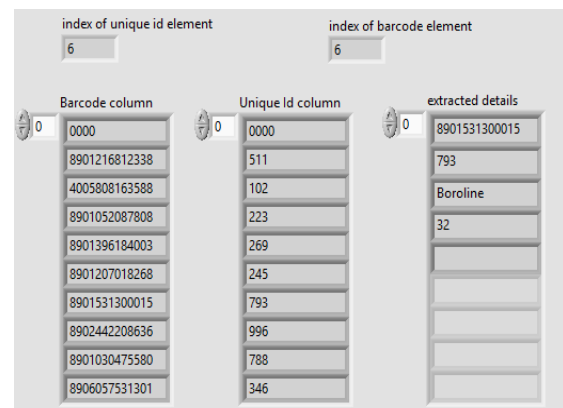 index of unique id element index of barcode element
6 6
Barcode column Unique Id column extracted details
0 0000 0 0000 0 8901531300015
8901216812338 511 793
4005808163588 102 Boroline
8901052087808 223 32
8901396184003 269
8901207018268 245
8901531300015 793
8902442208636 996
8901030475580 788
8906057531301 346